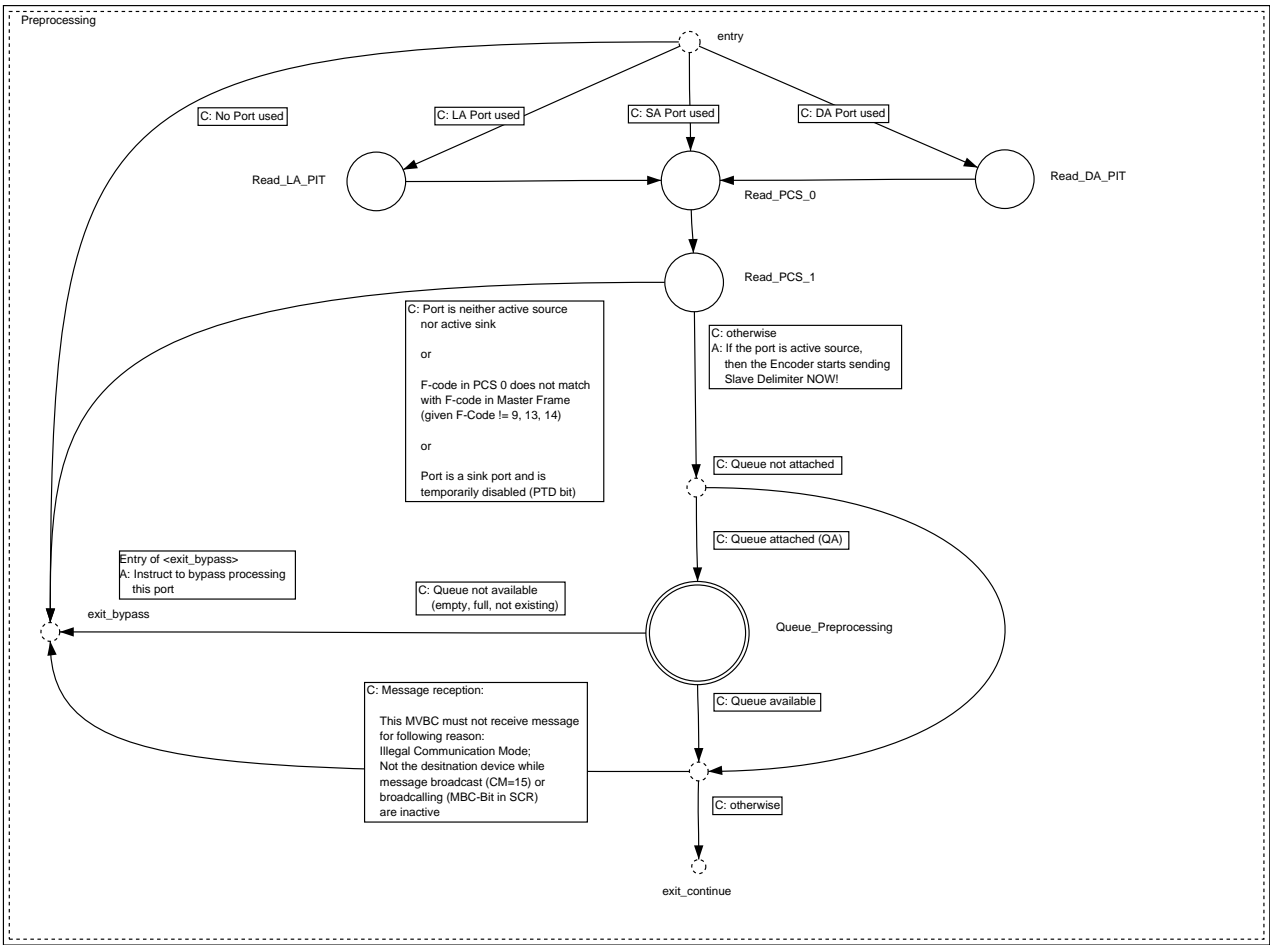 Preprocessing
entry
C: No Port used
C: LA Port used
C: SA Port used
C: DA Port used
Read_LA_PIT
Read_PCS_0
Read_DA_PIT
Read_PCS_1
C: Port is neither active source
nor active sink
or
F-code in PCS 0 does not match
with F-code in Master Frame
(given F-Code != 9, 13, 14)
or
Port is a sink port and is
temporarily disabled (PTD bit)
C: otherwise
A: If the port is active source,
then the Encoder starts sending
Slave Delimiter NOW!
C: Queue not attached
C: Queue attached (QA)
Entry of <exit_bypass>
A: Instruct to bypass processing
this port
exit_bypass
C: Queue not available
(empty, full, not existing)
Queue_Preprocessing
C: Queue available
C: Message reception:
This MVBC must not receive message
for following reason:
Illegal Communication Mode;
Not the desitnation device while
message broadcast (CM=15) or
broadcalling (MBC-Bit in SCR)
are inactive
C: otherwise
exit_continue